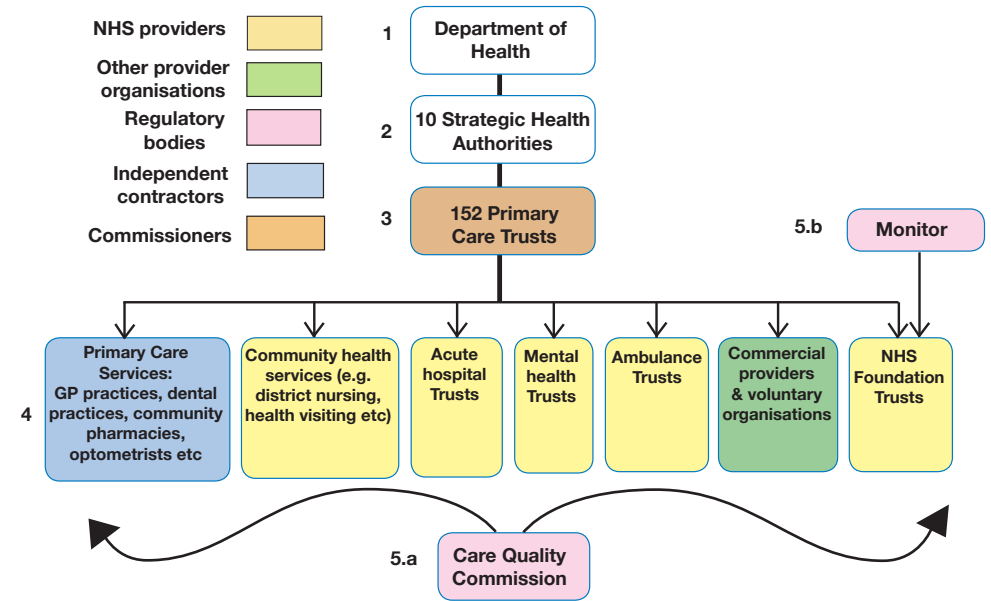 NHS providers
Other provider
organisations
Regulatory
bodies
Independent
contractors
Commissioners
1
Department of
Health
2
10 Strategic Health
Authorities
3
152 Primary
Care Trusts
5.b
Monitor
4
Primary Care
Services:
GP practices, dental
practices, community
pharmacies,
optometrists etc
Community health
services (e.g.
district nursing,
health visiting etc)
Acute
hospital
Trusts
Mental
health
Trusts
Ambulance
Trusts
Commercial
providers
& voluntary
organisations
NHS
Foundation
Trusts
5.a
Care Quality
Commission